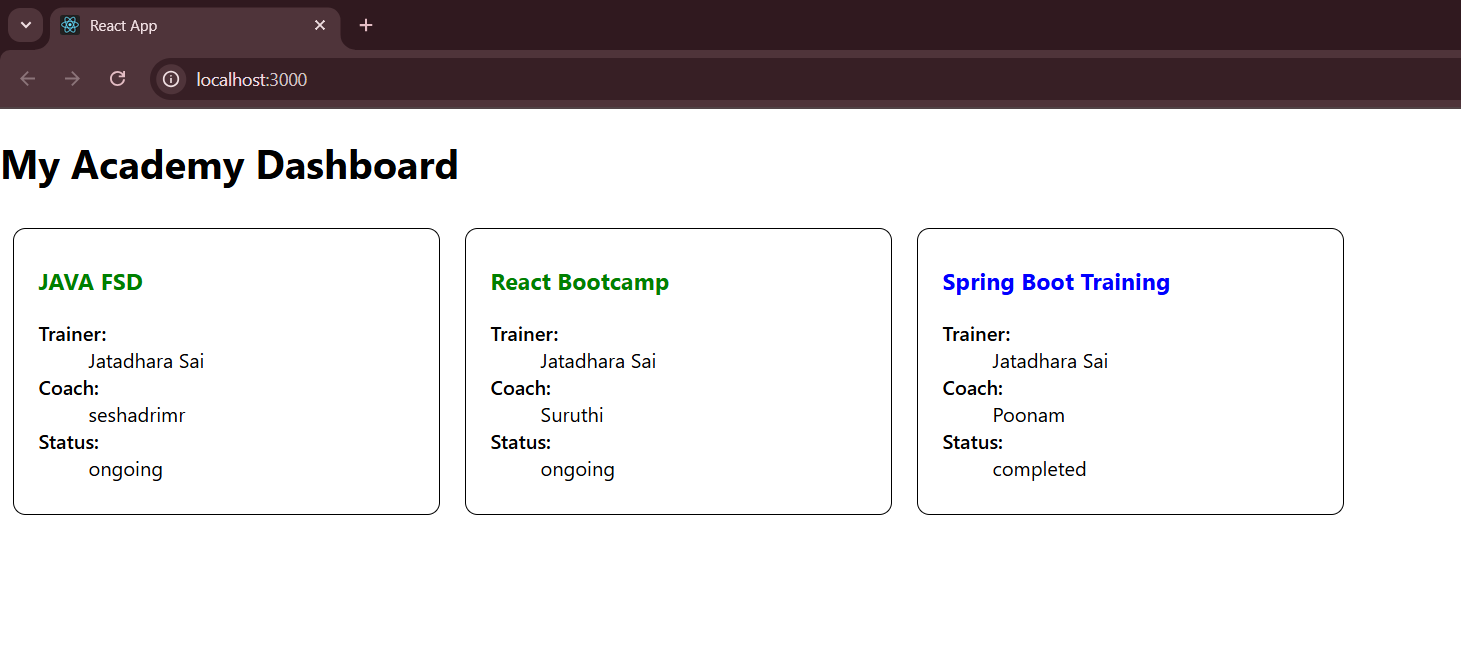 React App
localhost:3000
My Academy Dashboard
JAVA FSD
Trainer:
Jatadhara Sai
Coach:
seshadrimr
Status:
ongoing
React Bootcamp
Trainer:
Jatadhara Sai
Coach:
Suruthi
Status:
ongoing
Spring Boot Training
Trainer:
Jatadhara Sai
Coach:
Poonam
Status:
completed